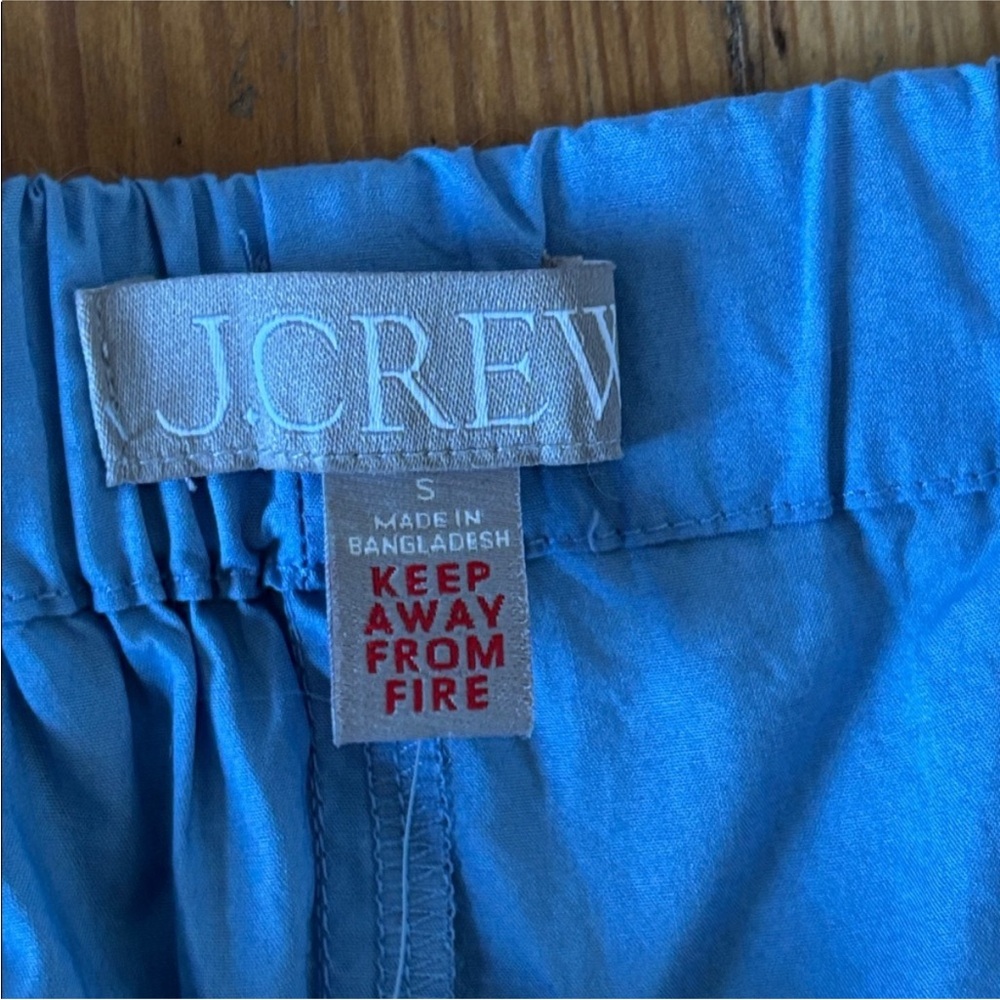 J.CREW
S
MADE IN
BANGLADESH
KEEP
AWAY
FROM
FIRE